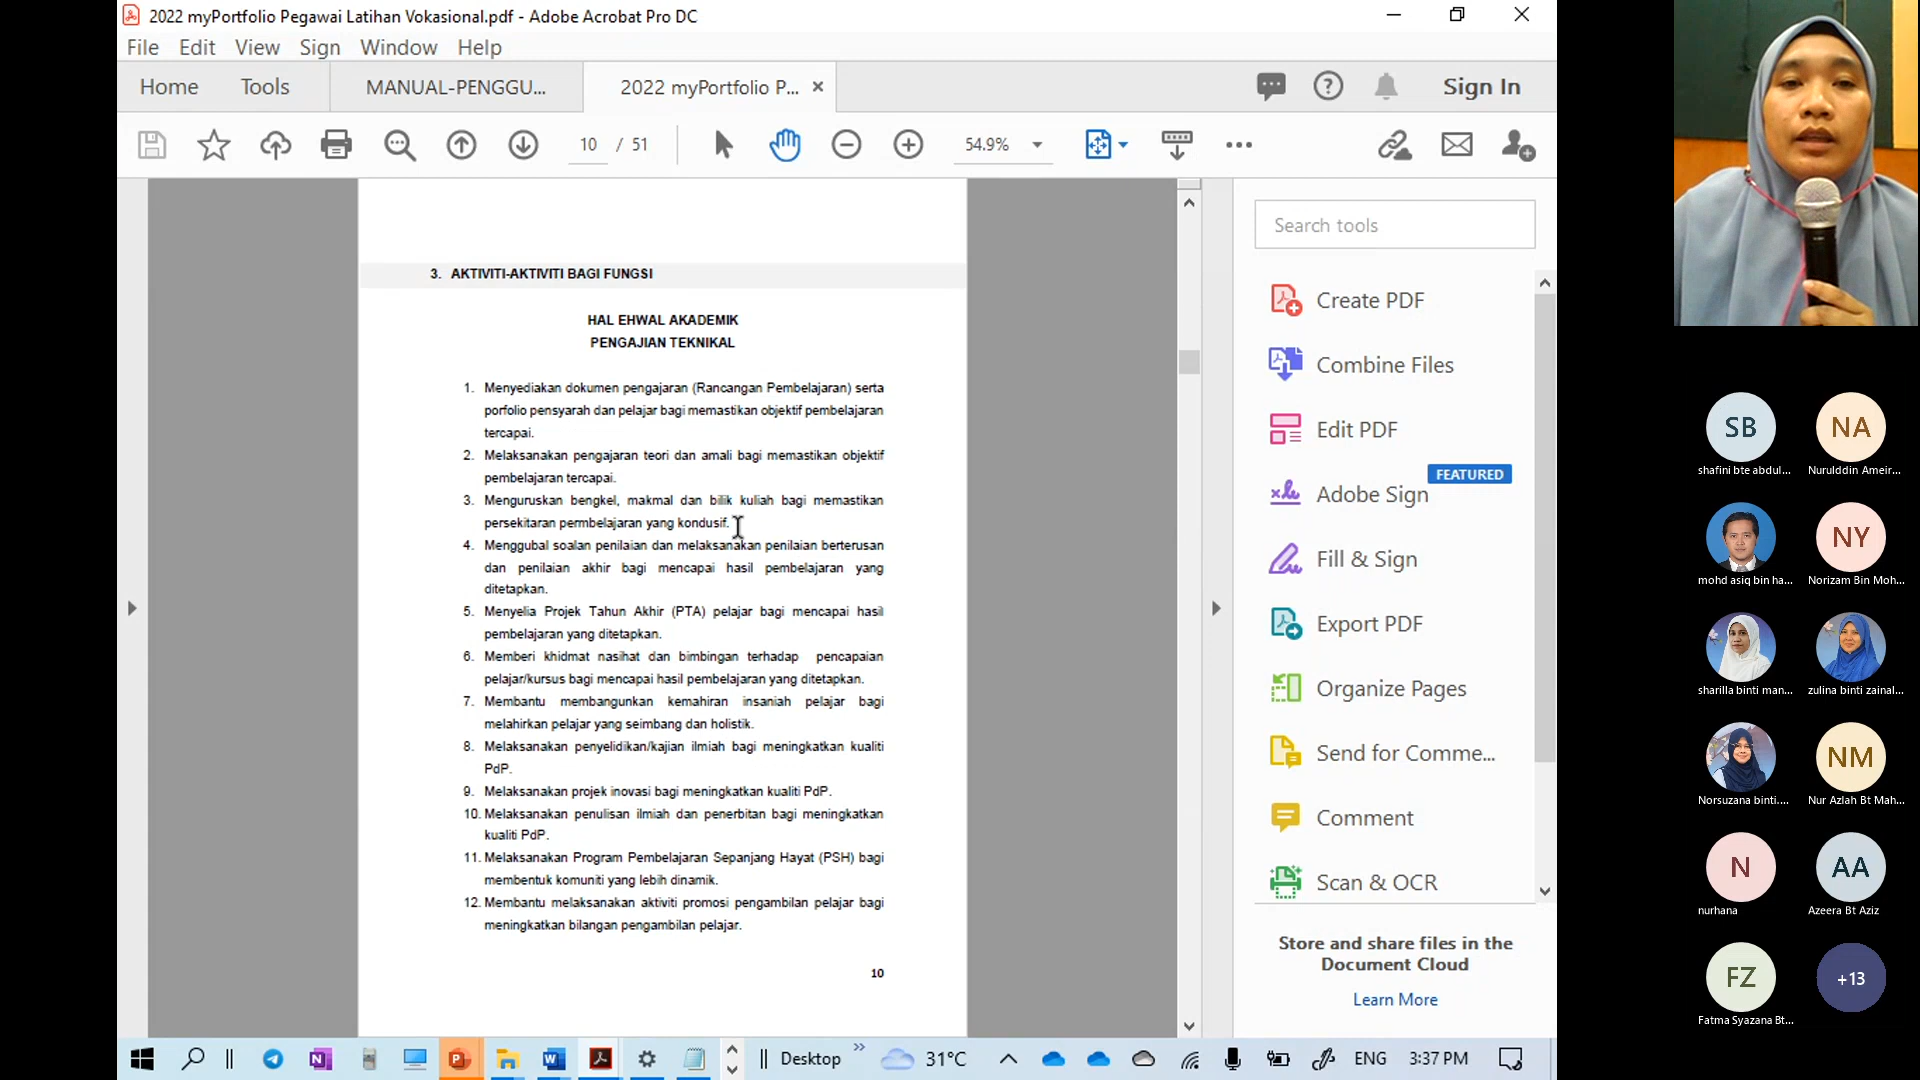 2022 myPortfolio Pegawai Latihan Vokasional.pdf - Adobe Acrobat Pro DC
File Edit View Sign Window Help
Home Tools MANUAL-PENGGU... 2022 myPortfolio P... Sign In
10 / 51 54.9%
3. AKTIVITI-AKTIVITI BAGI FUNGSI
HAL EHWAL AKADEMIK
PENGAJIAN TEKNIKAL
1. Menyediakan dokumen pengajaran (Rancangan Pembelajaran) serta
porfolio pensyarah dan pelajar bagi memastikan objektif pembelajaran
tercapai.
2. Melaksanakan pengajaran teori dan amali bagi memastikan objektif
pembelajaran tercapai.
3. Menguruskan bengkel, makmal dan bilik kuliah bagi memastikan
persekitaran permbelajaran yang kondusif.
4. Menggubal soalan penilaian dan melaksanakan penilaian berterusan
dan penilaian akhir bagi mencapai hasil pembelajaran yang
ditetapkan.
5. Menyelia Projek Tahun Akhir (PTA) pelajar bagi mencapai hasil
pembelajaran yang ditetapkan.
6. Memberi khidmat nasihat dan bimbingan terhadap pencapaian
pelajar/kursus bagi mencapai hasil pembelajaran yang ditetapkan.
7. Membantu membangunkan kemahiran insaniah pelajar bagi
melahirkan pelajar yang seimbang dan holistik.
8. Melaksanakan penyelidikan/kajian ilmiah bagi meningkatkan kualiti
PdP.
9. Melaksanakan projek inovasi bagi meningkatkan kualiti PdP.
10. Melaksanakan penulisan ilmiah dan penerbitan bagi meningkatkan
kualiti PdP.
11. Melaksanakan Program Pembelajaran Sepanjang Hayat (PSH) bagi
membentuk komuniti yang lebih dinamik.
12. Membantu melaksanakan aktiviti promosi pengambilan pelajar bagi
meningkatkan bilangan pengambilan pelajar.
10
Search tools
Create PDF
Combine Files
Edit PDF
FEATURED
Adobe Sign
Fill & Sign
Export PDF
Organize Pages
Send for Comme...
Comment
Scan & OCR
Store and share files in the
Document Cloud
Learn More
SB NA
shafini bte abdul... Nurulddin Ameir...
NY
mohd asiq bin ha... Norizam Bin Moh...
sharilla binti man... zulina binti zainal...
NM
Norsuzana binti.... Nur Azlah Bt Mah...
N AA
nurhana Azeera Bt Aziz
FZ +13
Fatma Syazana Bt...
Desktop 31°C ENG 3:37 PM